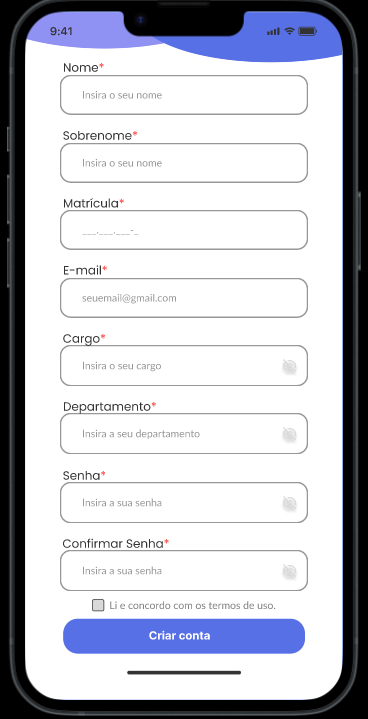 9:41
Nome*
Insira o seu nome
Sobrenome*
Insira o seu nome
Matrícula*
___.___.___-_
E-mail*
seuemail@gmail.com
Cargo*
Insira o seu cargo
Departamento*
Insira a seu departamento
Senha*
Insira a sua senha
Confirmar Senha*
Insira a sua senha
Li e concordo com os termos de uso.
Criar conta